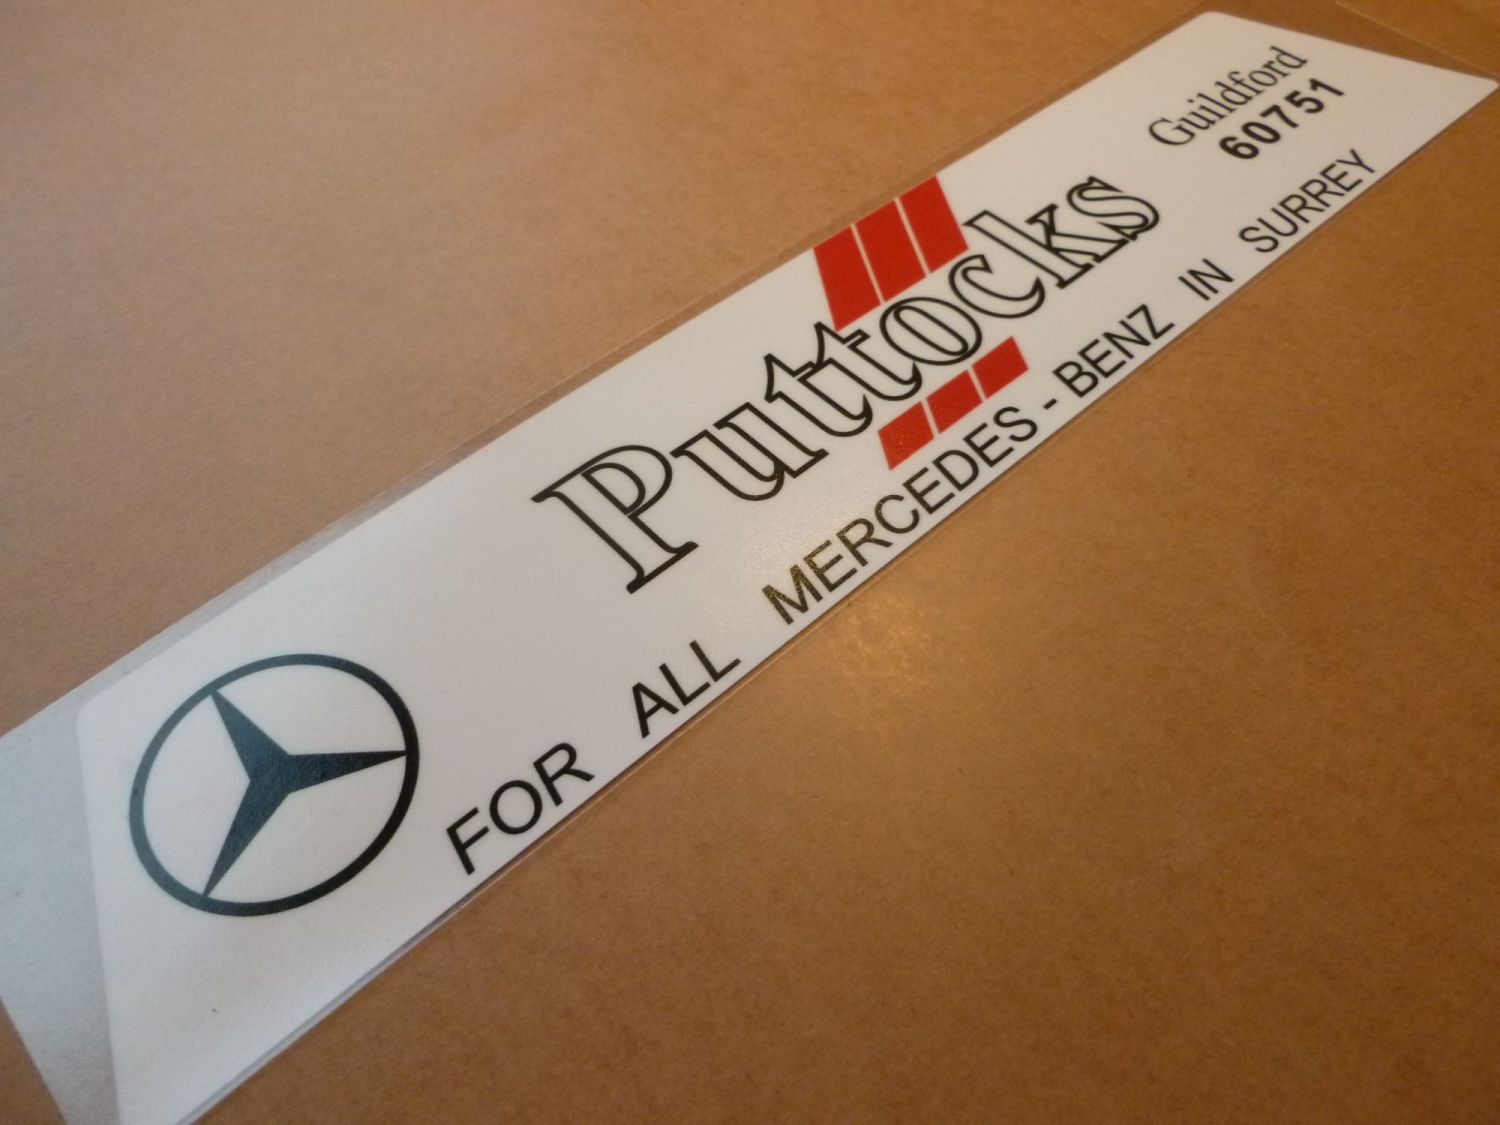 Puttocks
Guildford
60751
FOR ALL MERCEDES - BENZ IN SURREY